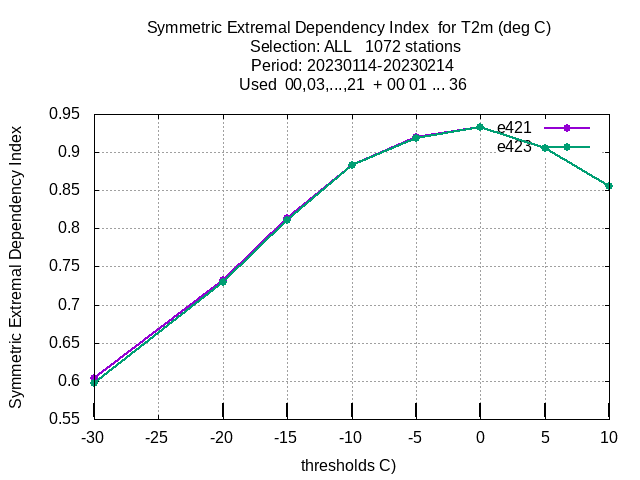 Symmetric Extremal Dependency Index  for T2m (deg C)
Selection: ALL   1072 stations
Period: 20230114-20230214
Used  00,03,...,21  + 00 01 ... 36
Symmetric Extremal Dependency Index
0.95
0.9
0.85
0.8
0.75
0.7
0.65
0.6
0.55
e421
e423
-30 -25 -20 -15 -10 -5 0 5 10
thresholds C)